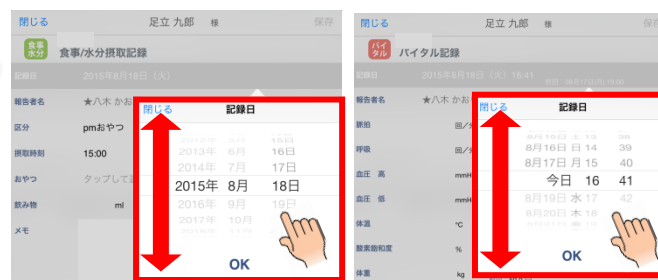 閉じる 足立 九郎 様 保存
食事 水分 食事/水分摂取記録
記録日 2015年8月18日（火）
報告者名 ★八木 かお
区分 pmおやつ
摂取時刻 15:00
おやつ タップして
飲み物 ml
メモ
閉じる 記録日
2013年 6月 16日
2014年 7月 17日
2015年 8月 18日
2016年 9月 19日
2017年 10月
OK
閉じる 足立 九郎 様 保存
バイタル バイタル記録
記録日 2015年8月18日（火）18:41
報告者名 ★八木 かお
脈拍 回/
呼吸 回/
血圧 高 mmH
血圧 低 mmH
体温 ℃
酸素飽和度 %
体重 kg
閉じる 記録日
8月16日 日 14 39
8月17日 月 15 40
今日 16 41
8月19日 水 17 42
8月20日 木 18
OK